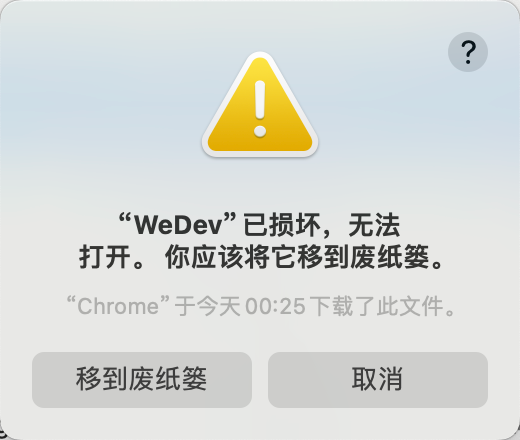 ?
“WeDev”已损坏，无法
打开。 你应该将它移到废纸篓。
“Chrome”于今天 00:25 下载了此文件。
移到废纸篓
取消